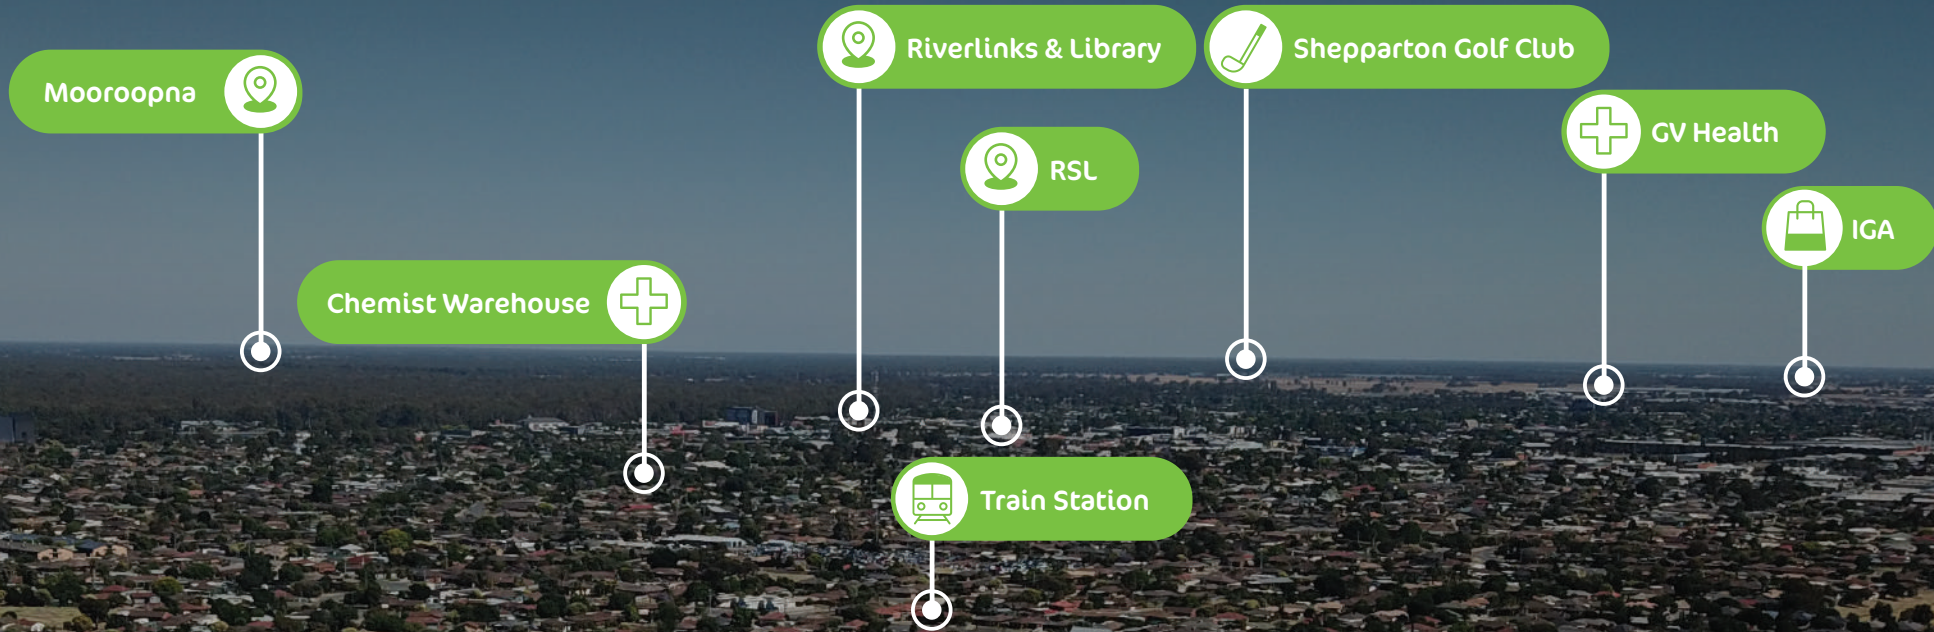 Mooroopna
Riverlinks & Library
Shepparton Golf Club
GV Health
RSL
IGA
Chemist Warehouse
Train Station